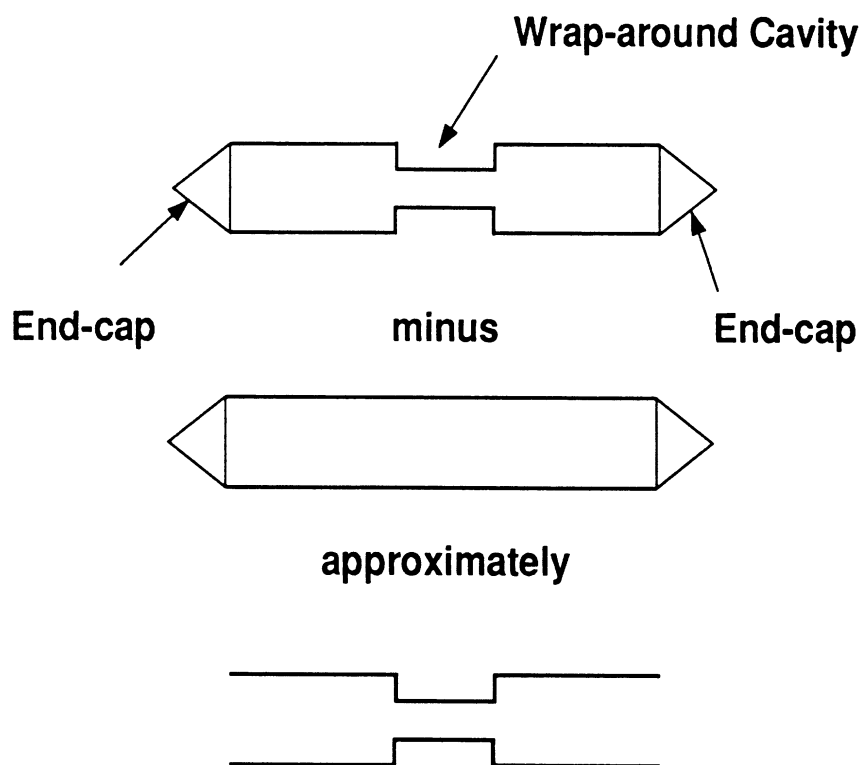 Wrap-around Cavity
End-cap
minus
End-cap
approximately